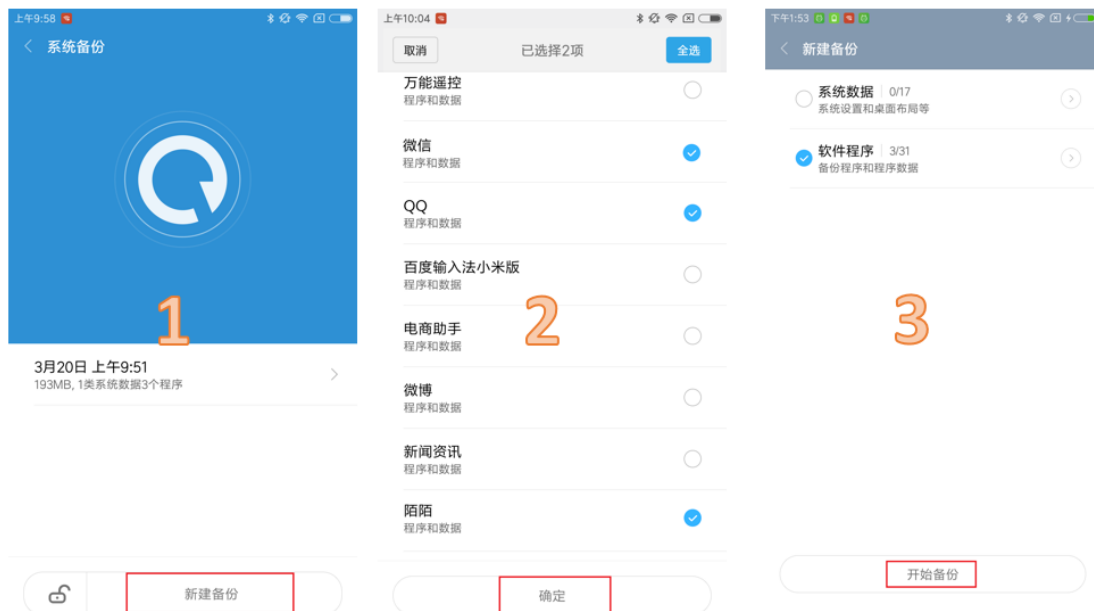 上午9:58
系统备份
1
3月20日 上午9:51
193MB, 1类系统数据3个程序
新建备份
上午10:04
取消
已选择2项
全选
万能遥控
程序和数据
微信
程序和数据
QQ
程序和数据
百度输入法小米版
程序和数据
2
电商助手
程序和数据
微博
程序和数据
新闻资讯
程序和数据
陌陌
程序和数据
确定
下午1:53
新建备份
系统数据 0/17
系统设置和桌面布局等
软件程序 3/31
备份程序和程序数据
3
开始备份